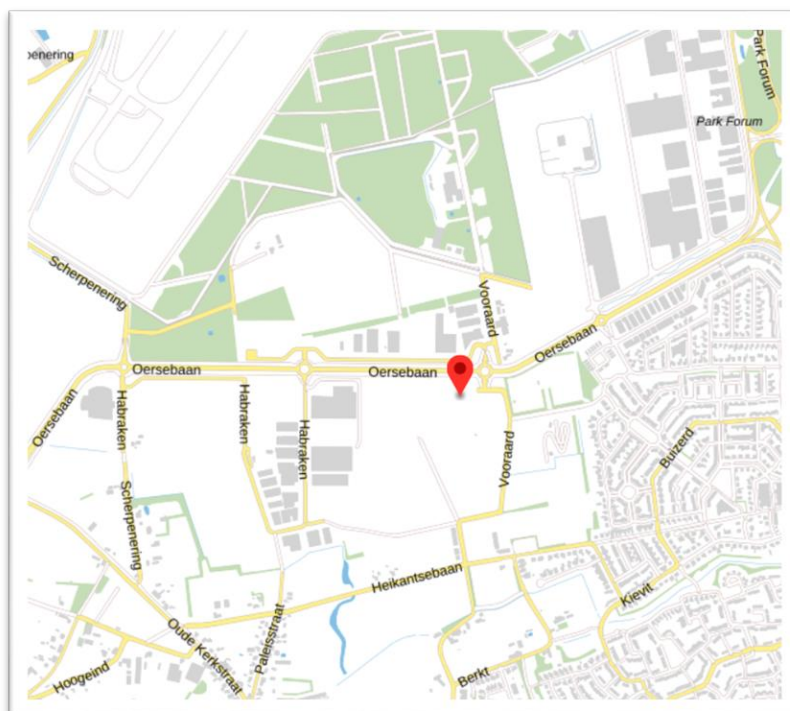 enering
Park Forum
Park Forum
Scherpenering
Vooraard
Oersebaan
Oersebaan
Oersebaan
Oersebaan
Habraken
Habraken
Habraken
Vooraard
Buizerd
Scherpenering
Heikantsebaan
Kievit
Oude Kerkstraat
Paleisstraat
Hoogeind
Berkt